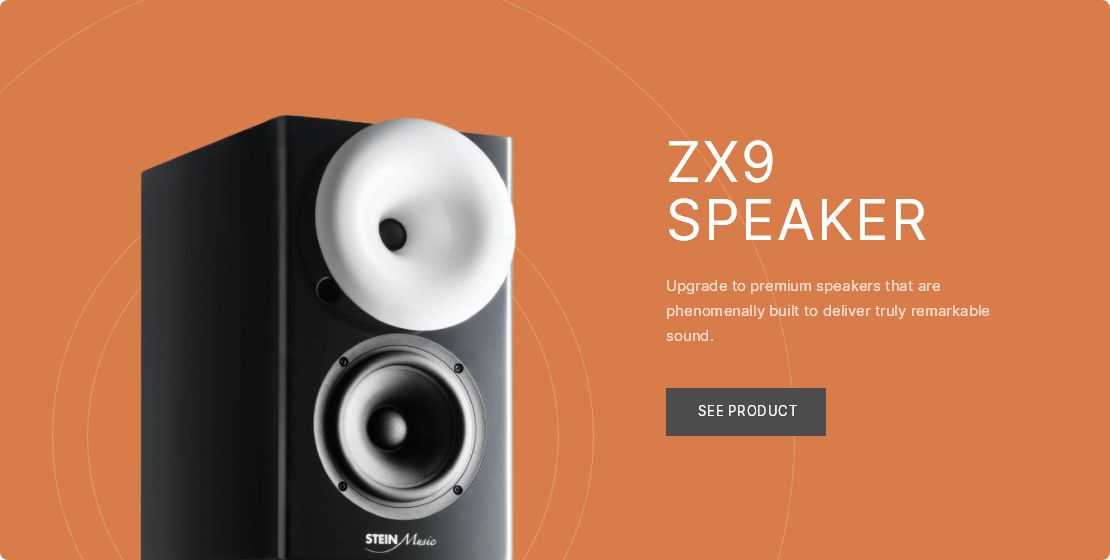 ZX9
SPEAKER
Upgrade to premium speakers that are
phenomenally built to deliver truly remarkable
sound.
SEE PRODUCT
STEIN Music